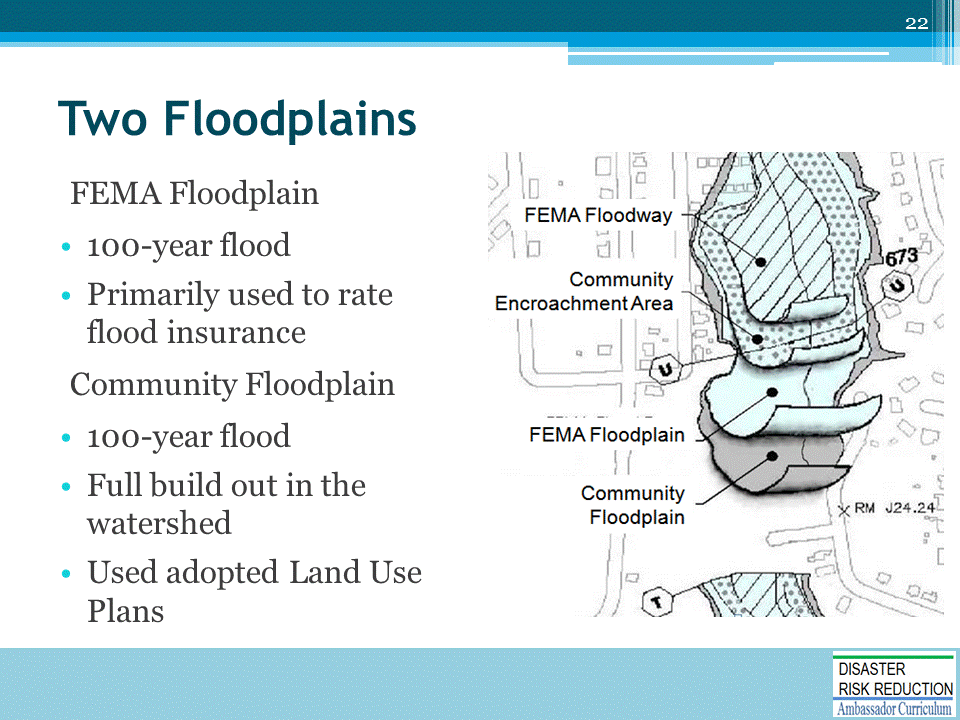 22
Two Floodplains
FEMA Floodplain
• 100-year flood
• Primarily used to rate
flood insurance
Community Floodplain
• 100-year flood
• Full build out in the
watershed
• Used adopted Land Use
Plans
FEMA Floodway
Community
Encroachment Area
673
U
U
FEMA Floodplain
Community
Floodplain
RM J24.24
T
DISASTER
RISK REDUCTION
Ambassador Curriculum